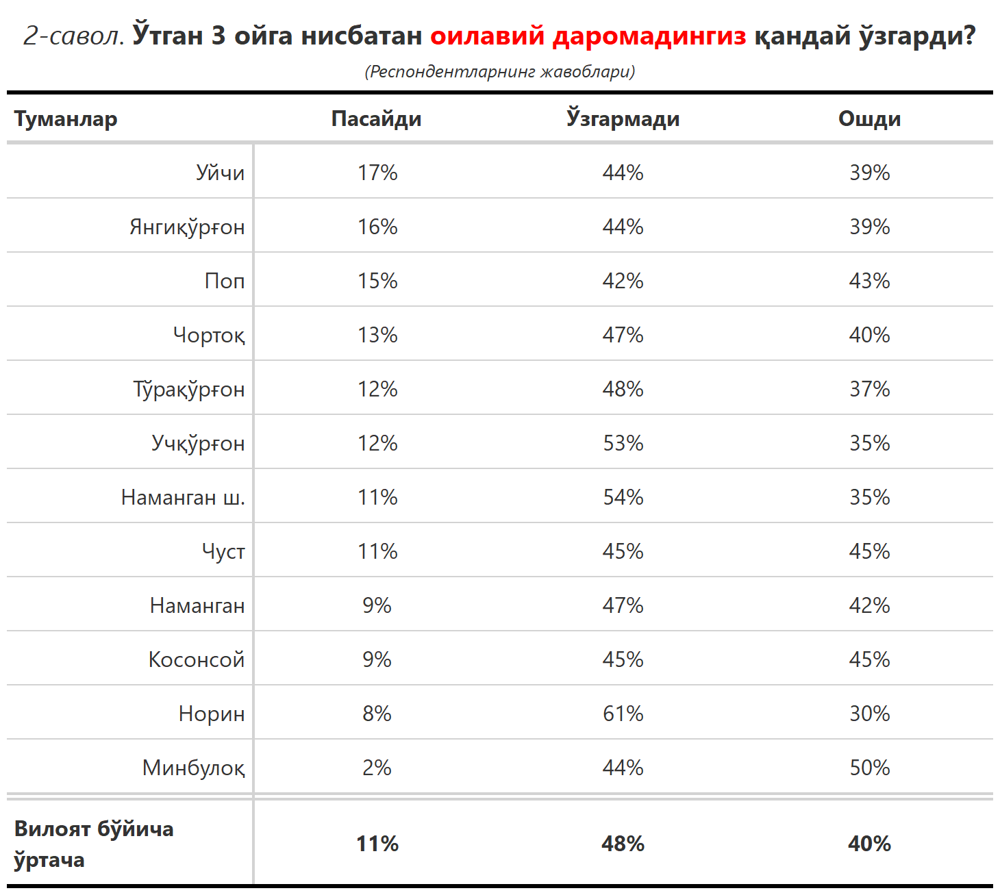 2-савол. Ўтган 3 ойга нисбатан оилавий даромадингиз қандай ўзгарди?
(Респондентларнинг жавоблари)
Туманлар Пасайди Ўзгармади Ошди
Уйчи 17% 44% 39%
Янгиқўрғон 16% 44% 39%
Поп 15% 42% 43%
Чортоқ 13% 47% 40%
Тўрақўрғон 12% 48% 37%
Учқўрғон 12% 53% 35%
Наманган ш. 11% 54% 35%
Чуст 11% 45% 45%
Наманган 9% 47% 42%
Косонсой 9% 45% 45%
Норин 8% 61% 30%
Минбулоқ 2% 44% 50%
Вилоят бўйича
ўртача 11% 48% 40%